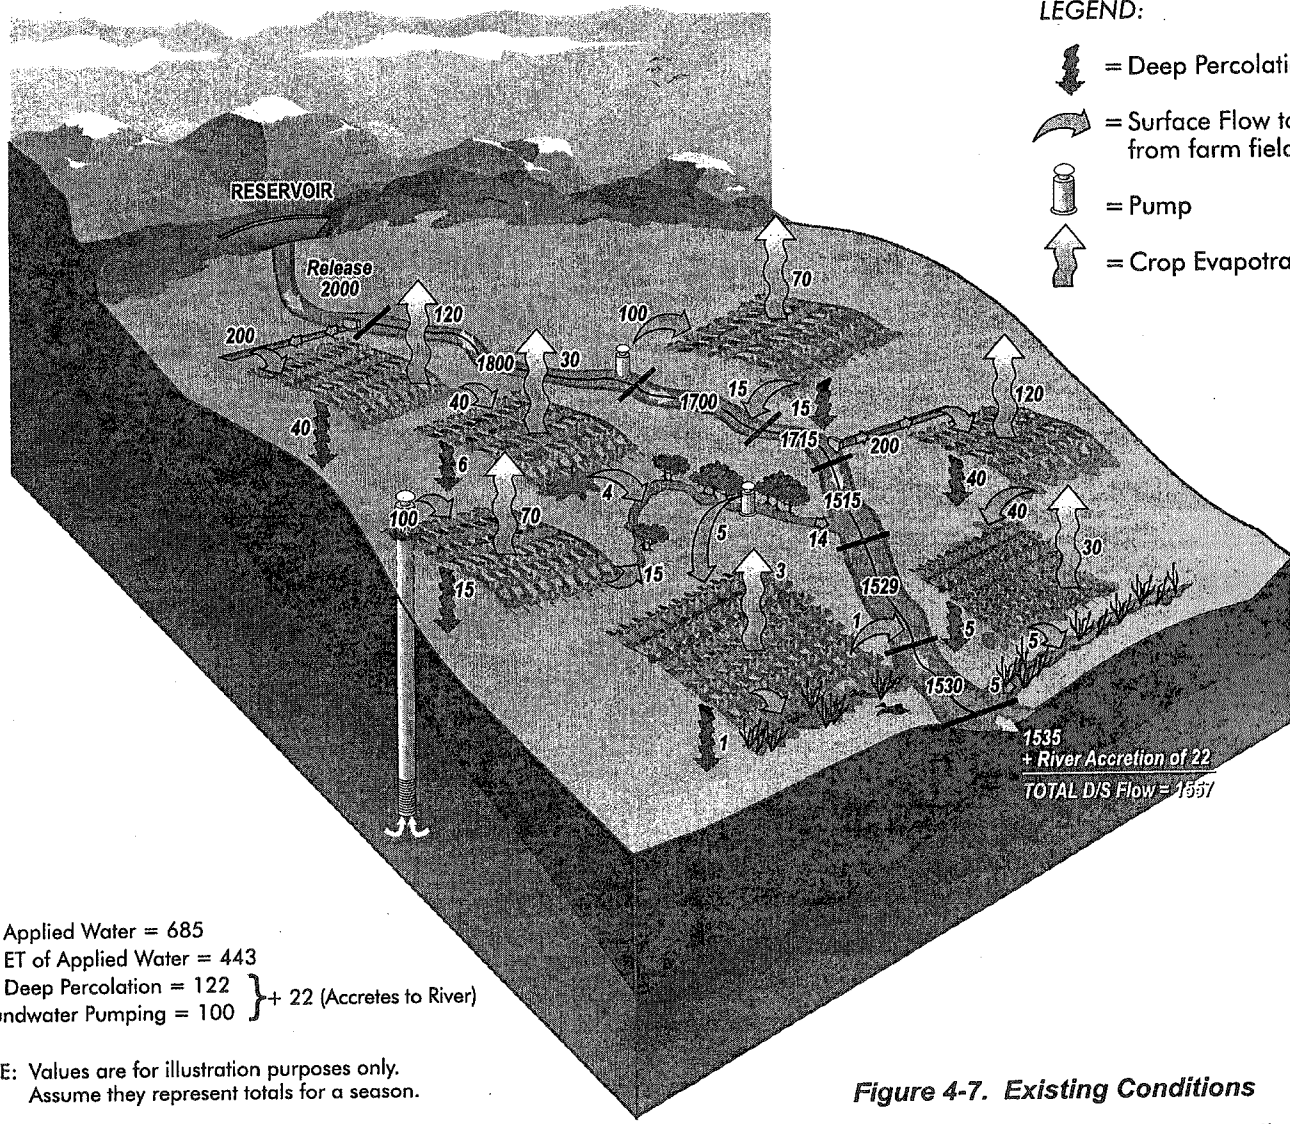 LEGEND:
= Deep Percolati
= Surface Flow to
from farm field
= Pump
= Crop Evapotra
RESERVOIR
Release
2000
200
120
1800
30
100
70
40
40
6
1700
15
15
1715
200
120
40
40
30
5
5
5
100
70
15
4
15
5
14
1515
1529
3
1
1
1530
1535
+ River Accretion of 22
TOTAL D/S Flow = 1557
Applied Water = 685
ET of Applied Water = 443
Deep Percolation = 122
ndwater Pumping = 100
+ 22 (Accretes to River)
E: Values are for illustration purposes only.
Assume they represent totals for a season.
Figure 4-7. Existing Conditions